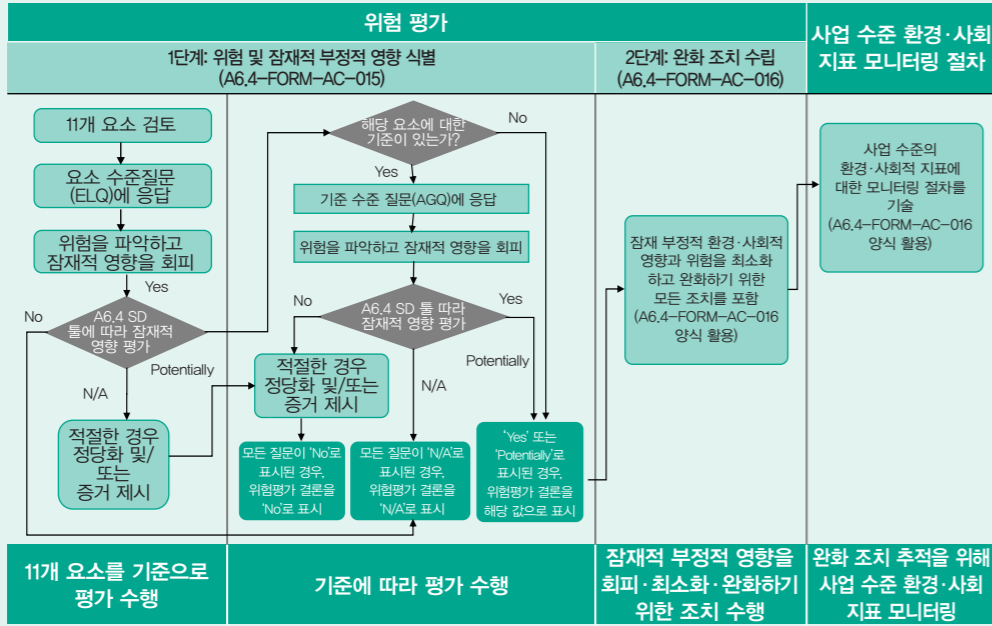 위험 평가
사업 수준 환경·사회
지표 모니터링 절차
1단계: 위험 및 잠재적 부정적 영향 식별
(A6.4-FORM-AC-015)
2단계: 완화 조치 수립
(A6.4-FORM-AC-016)
11개 요소 검토
요소 수준질문
(ELQ)에 응답
위험을 파악하고
잠재적 영향을 회피
Yes
No
A6.4 SD
툴에 따라 잠재적
영향 평가
Potentially
N/A
적절한 경우
정당화 및/
또는
증거 제시
해당 요소에 대한
기준이 있는가?
No
Yes
기준 수준 질문(AGQ)에 응답
위험을 파악하고 잠재적 영향을 회피
No
A6.4 SD 툴 따라
잠재적 영향 평가
Yes
적절한 경우
정당화 및/또는
증거 제시
N/A
Potentially
모든 질문이 'No'로
표시된 경우,
위험평가 결론을
'No'로 표시
모든 질문이 'N/A'로
표시된 경우,
위험평가 결론을
'N/A'로 표시
'Yes' 또는
'Potentially'로
표시된 경우,
위험평가 결론을
해당 값으로 표시
잠재 부정적 환경·사회적
영향과 위험을 최소화
하고 완화하기 위한
모든 조치를 포함
(A6.4-FORM-AC-016
양식 활용)
사업 수준의
환경·사회적 지표에
대한 모니터링 절차를
기술
(A6.4-FORM-AC-016
양식 활용)
11개 요소를 기준으로
평가 수행
기준에 따라 평가 수행
잠재적 부정적 영향을
회피·최소화·완화하기
위한 조치 수행
완화 조치 추적을 위해
사업 수준 환경·사회
지표 모니터링